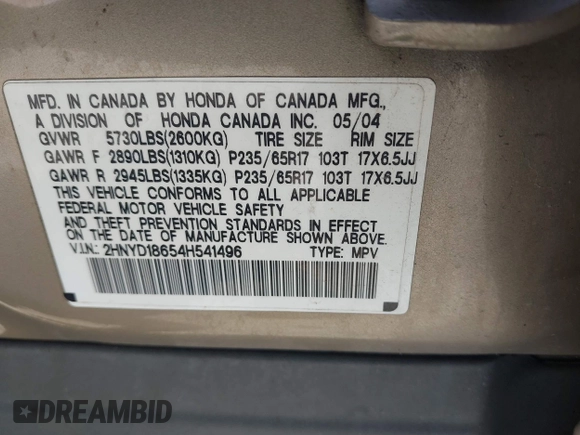 MFD. IN CANADA BY HONDA OF CANADA MFG.,
A DIVISION OF HONDA CANADA INC. 05/04
GVWR 5730LBS(2600KG) TIRE SIZE RIM SIZE
GAWR F 2890LBS(1310KG) P235/65R17 103T 17X6.5JJ
GAWR R 2945LBS(1335KG) P235/65R17 103T 17X6.5JJ
THIS VEHICLE CONFORMS TO ALL APPLICABLE
FEDERAL MOTOR VEHICLE SAFETY
AND THEFT PREVENTION STANDARDS IN EFFECT
ON THE DATE OF MANUFACTURE SHOWN ABOVE.
V.I.N.: 2HNYD18654H541496 TYPE: MPV
DREAMBID